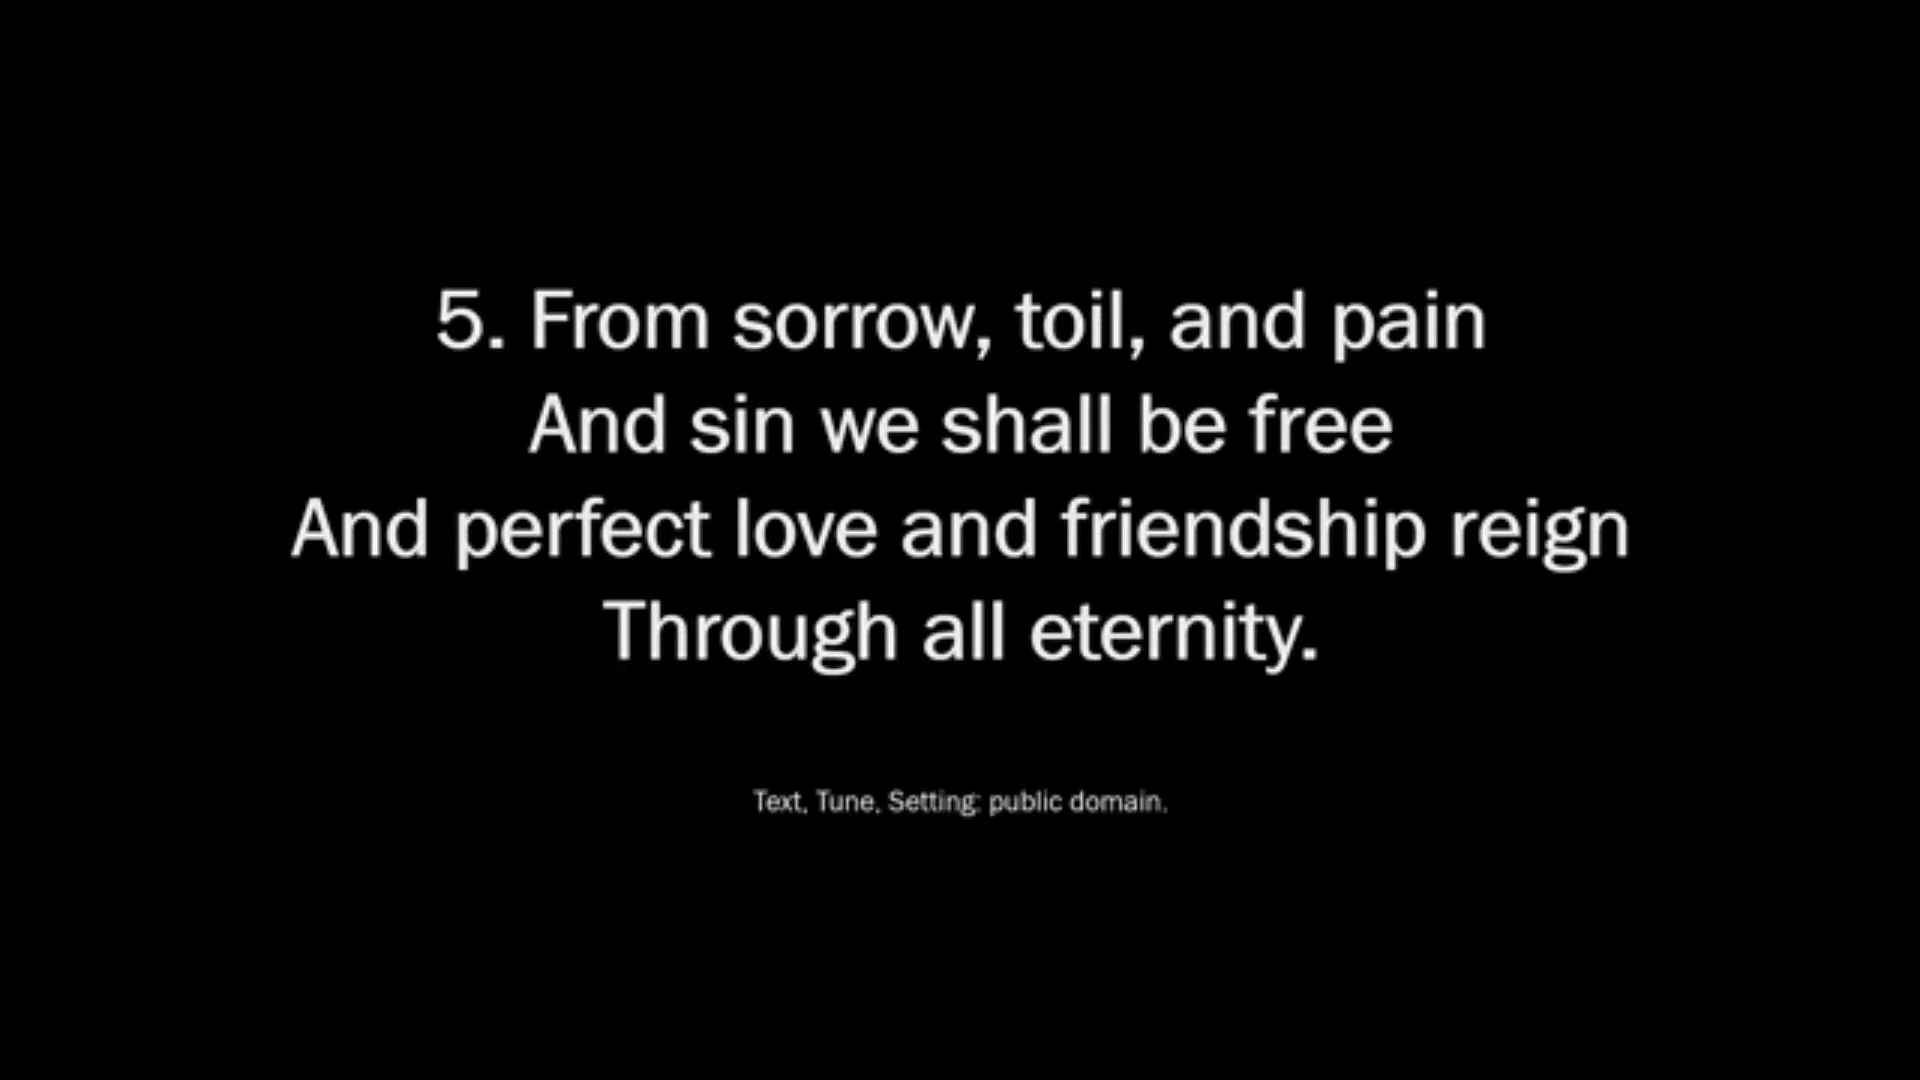 5. From sorrow, toil, and pain
And sin we shall be free
And perfect love and friendship reign
Through all eternity.
Text, Tune, Setting: public domain.